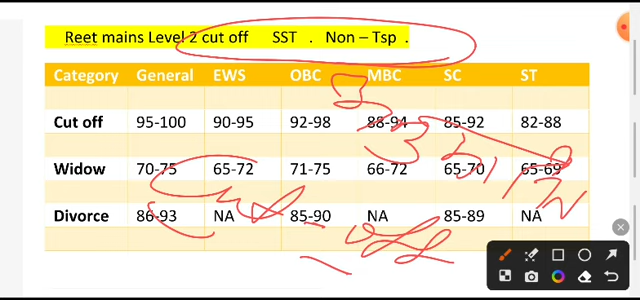 Reet mains Level 2 cut off SST . Non – Tsp .
Category General EWS OBC MBC SC ST
Cut off 95-100 90-95 92-98 88-94 85-92 82-88
Widow 70-75 65-72 71-75 66-72 65-70 65-69
Divorce 86-93 NA 85-90 NA 85-89 NA
Cut - off